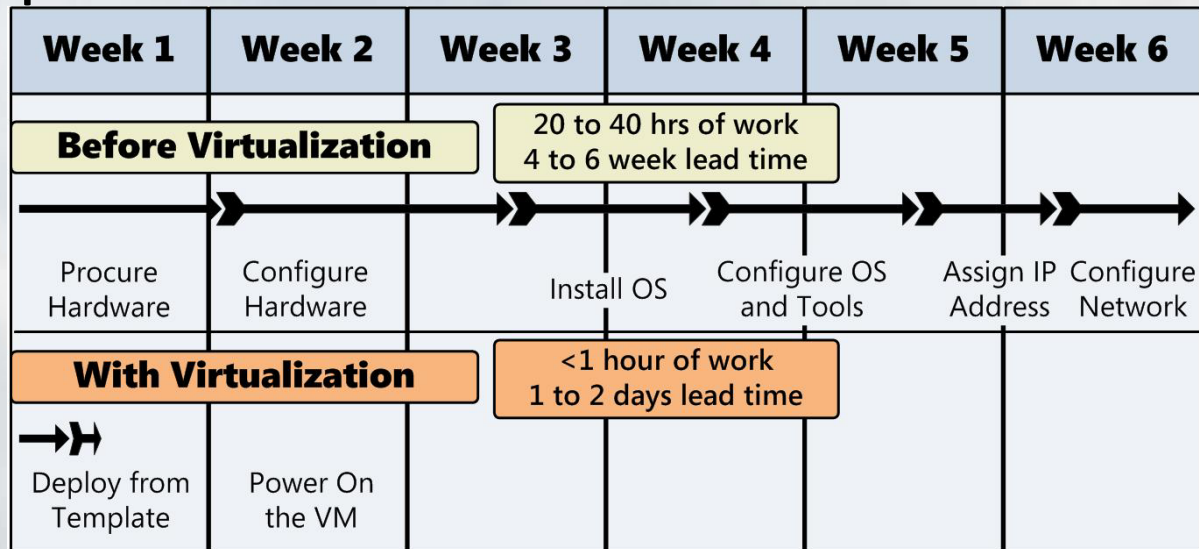 Week 1
Week 2
Week 3
Week 4
Week 5
Week 6
Before Virtualization
20 to 40 hrs of work
4 to 6 week lead time
Procure
Hardware
Configure
Hardware
Install OS
Configure OS
and Tools
Assign IP
Address
Configure
Network
With Virtualization
<1 hour of work
1 to 2 days lead time
Deploy from
Template
Power On
the VM